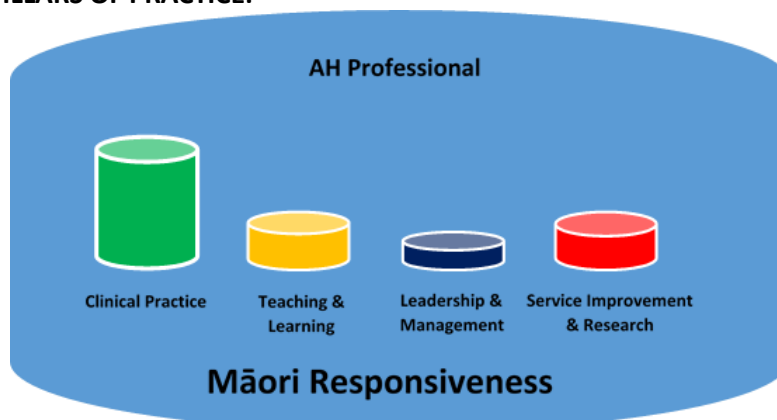 AH Professional
Clinical Practice
Teaching &
Learning
Leadership &
Management
Service Improvement
& Research
Māori Responsiveness